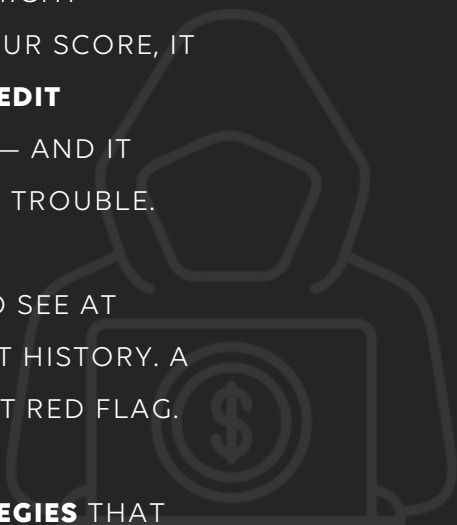 UR SCORE, IT
EDIT
— AND IT
TROUBLE.
SEE AT
T HISTORY. A
T RED FLAG.
EGIES THAT
$